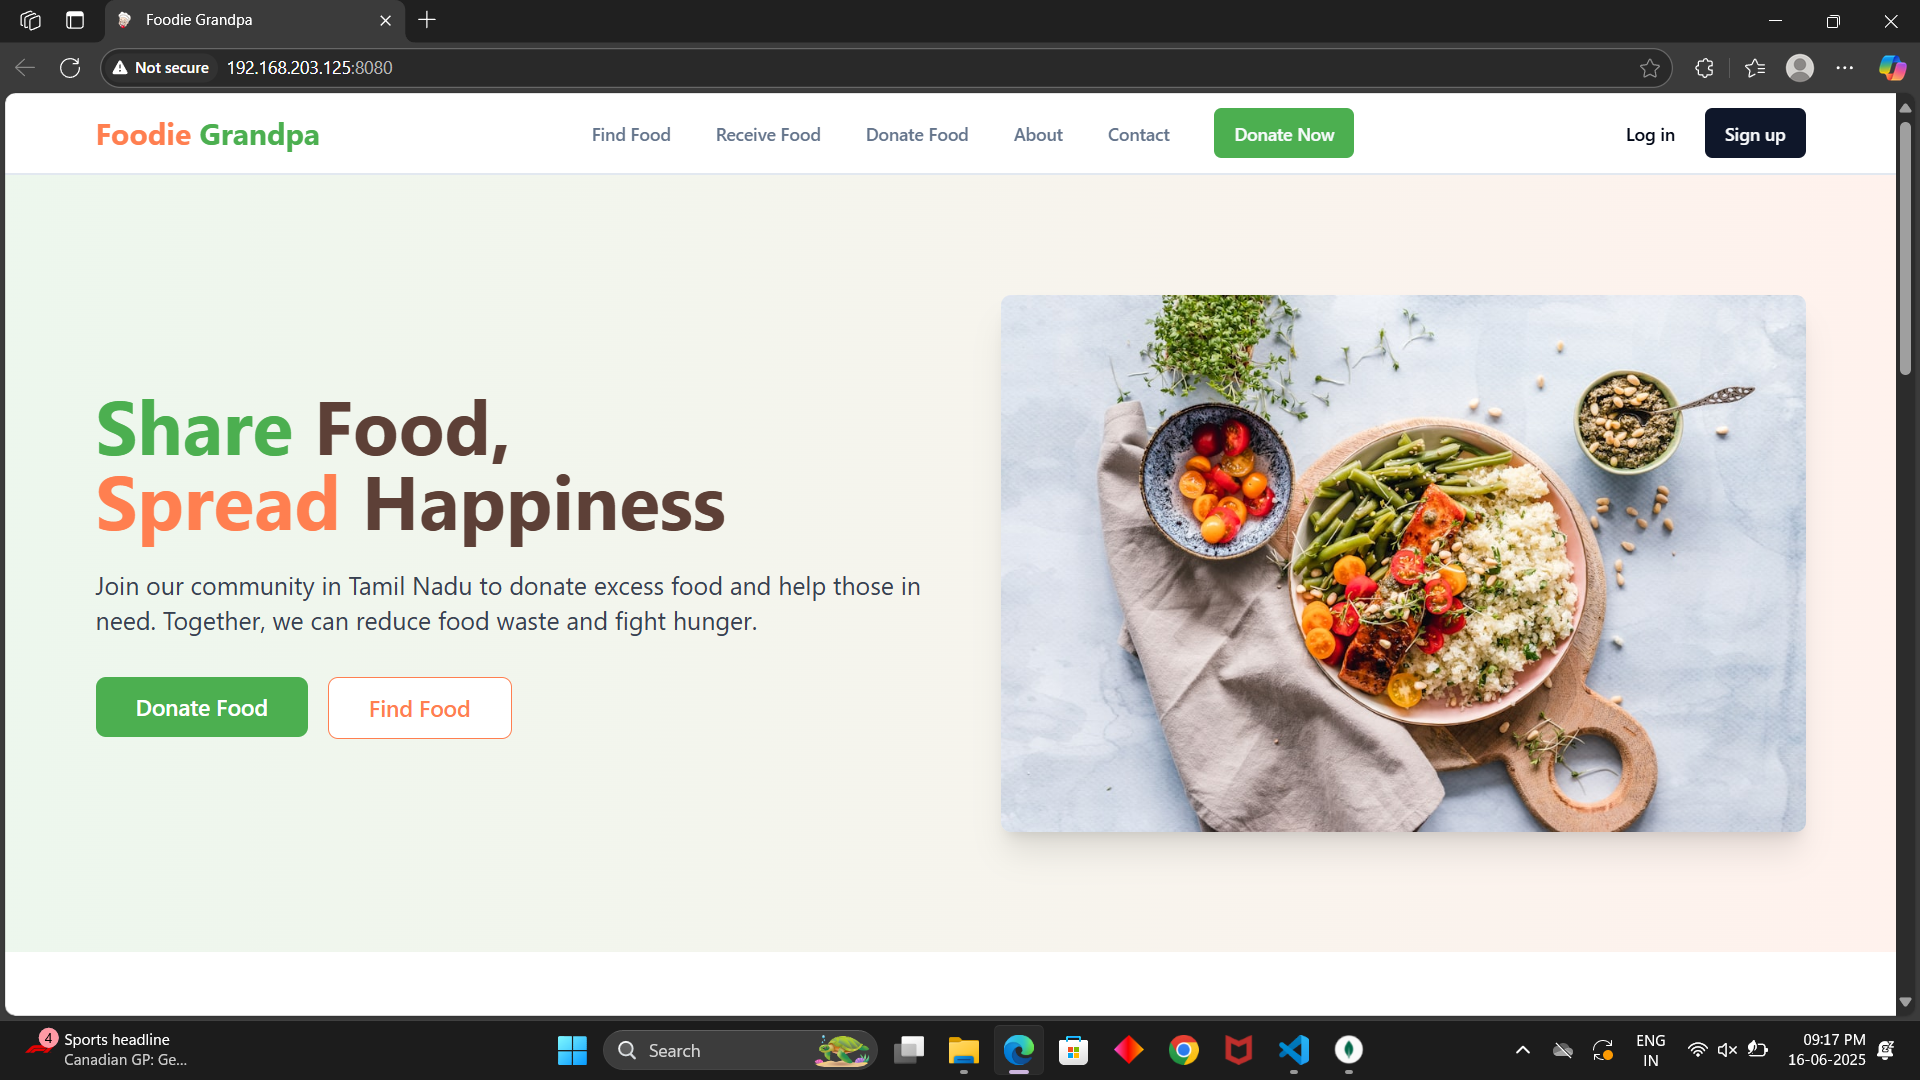 Foodie Grandpa
Not secure 192.168.203.125:8080
Foodie Grandpa
Find Food
Receive Food
Donate Food
About
Contact
Donate Now
Log in
Sign up
Share Food,
Spread Happiness
Join our community in Tamil Nadu to donate excess food and help those in
need. Together, we can reduce food waste and fight hunger.
Donate Food
Find Food
4
Sports headline
Canadian GP: Ge...
Search
ENG
IN
09:17 PM
16-06-2025